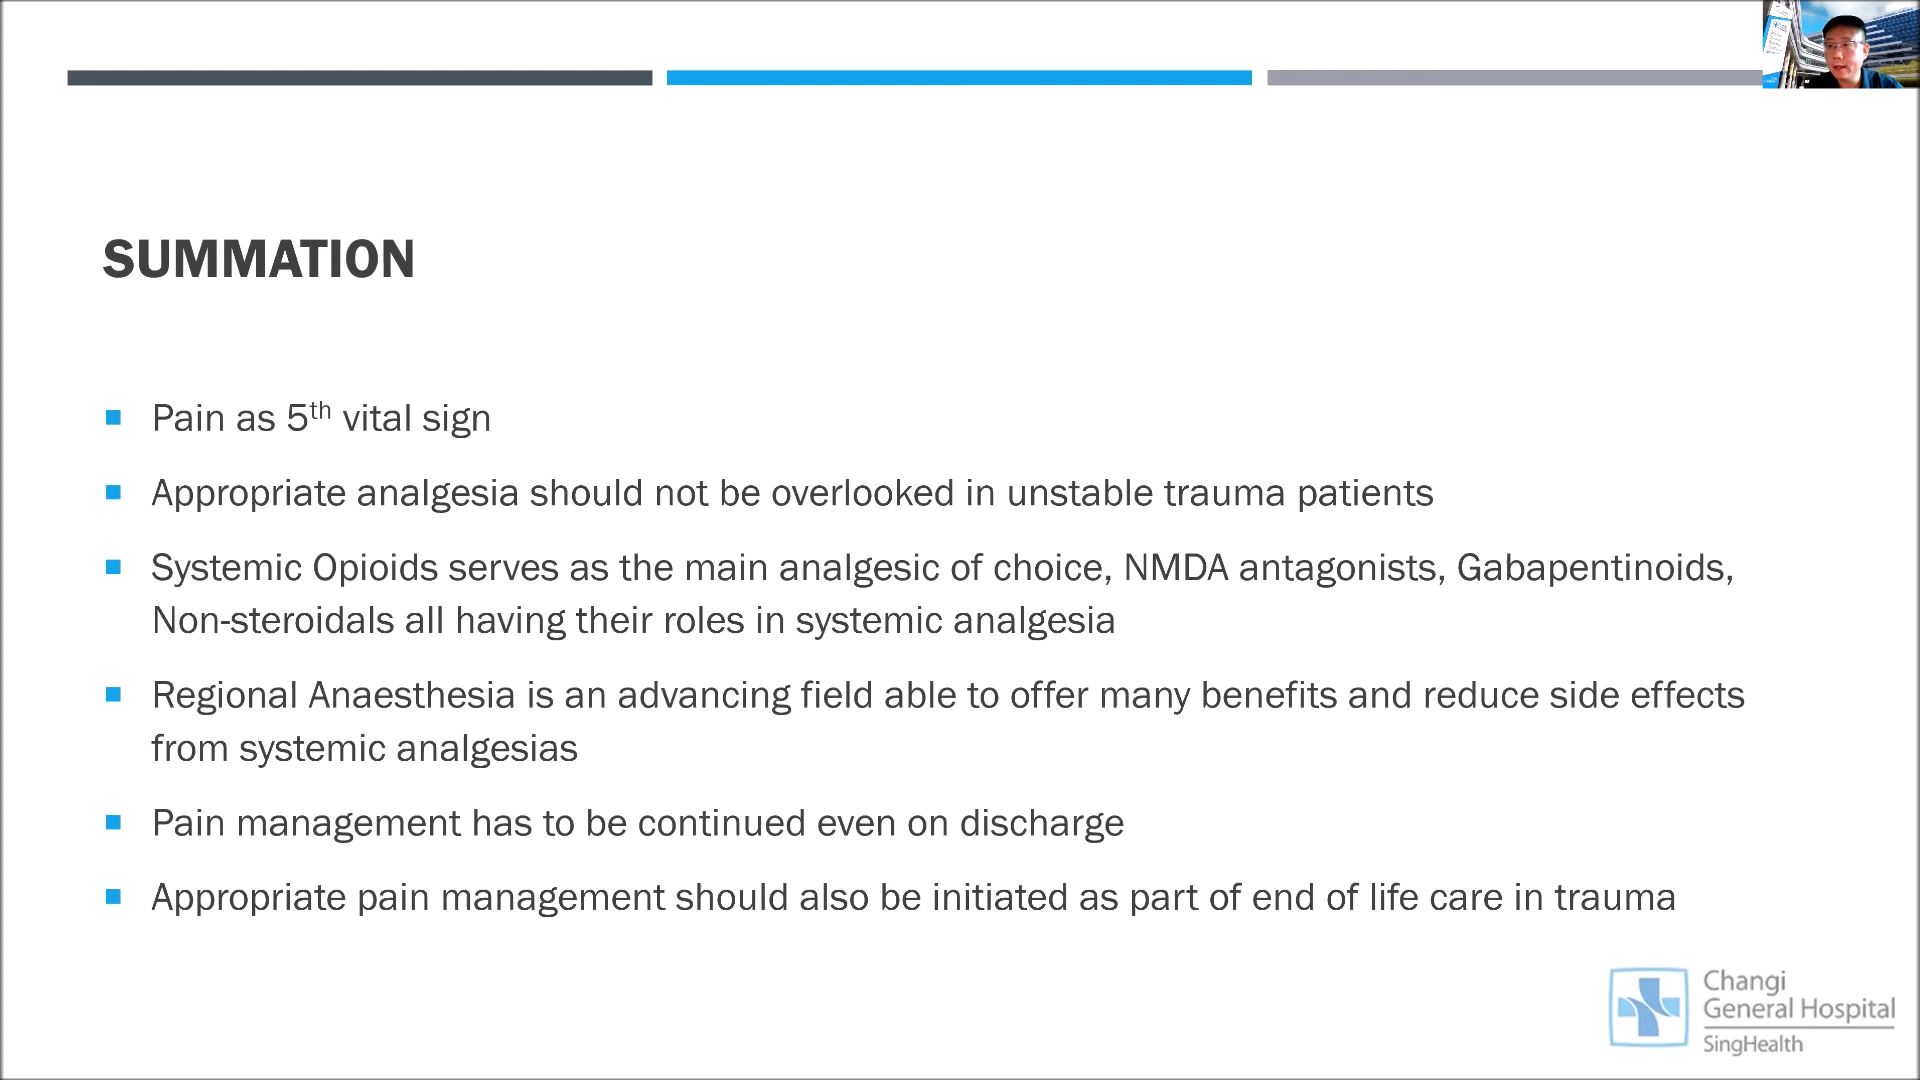 SUMMATION
Pain as 5th vital sign
Appropriate analgesia should not be overlooked in unstable trauma patients
Systemic Opioids serves as the main analgesic of choice, NMDA antagonists, Gabapentinoids,
Non-steroidals all having their roles in systemic analgesia
Regional Anaesthesia is an advancing field able to offer many benefits and reduce side effects
from systemic analgesias
Pain management has to be continued even on discharge
Appropriate pain management should also be initiated as part of end of life care in trauma
Changi
General Hospital
SingHealth